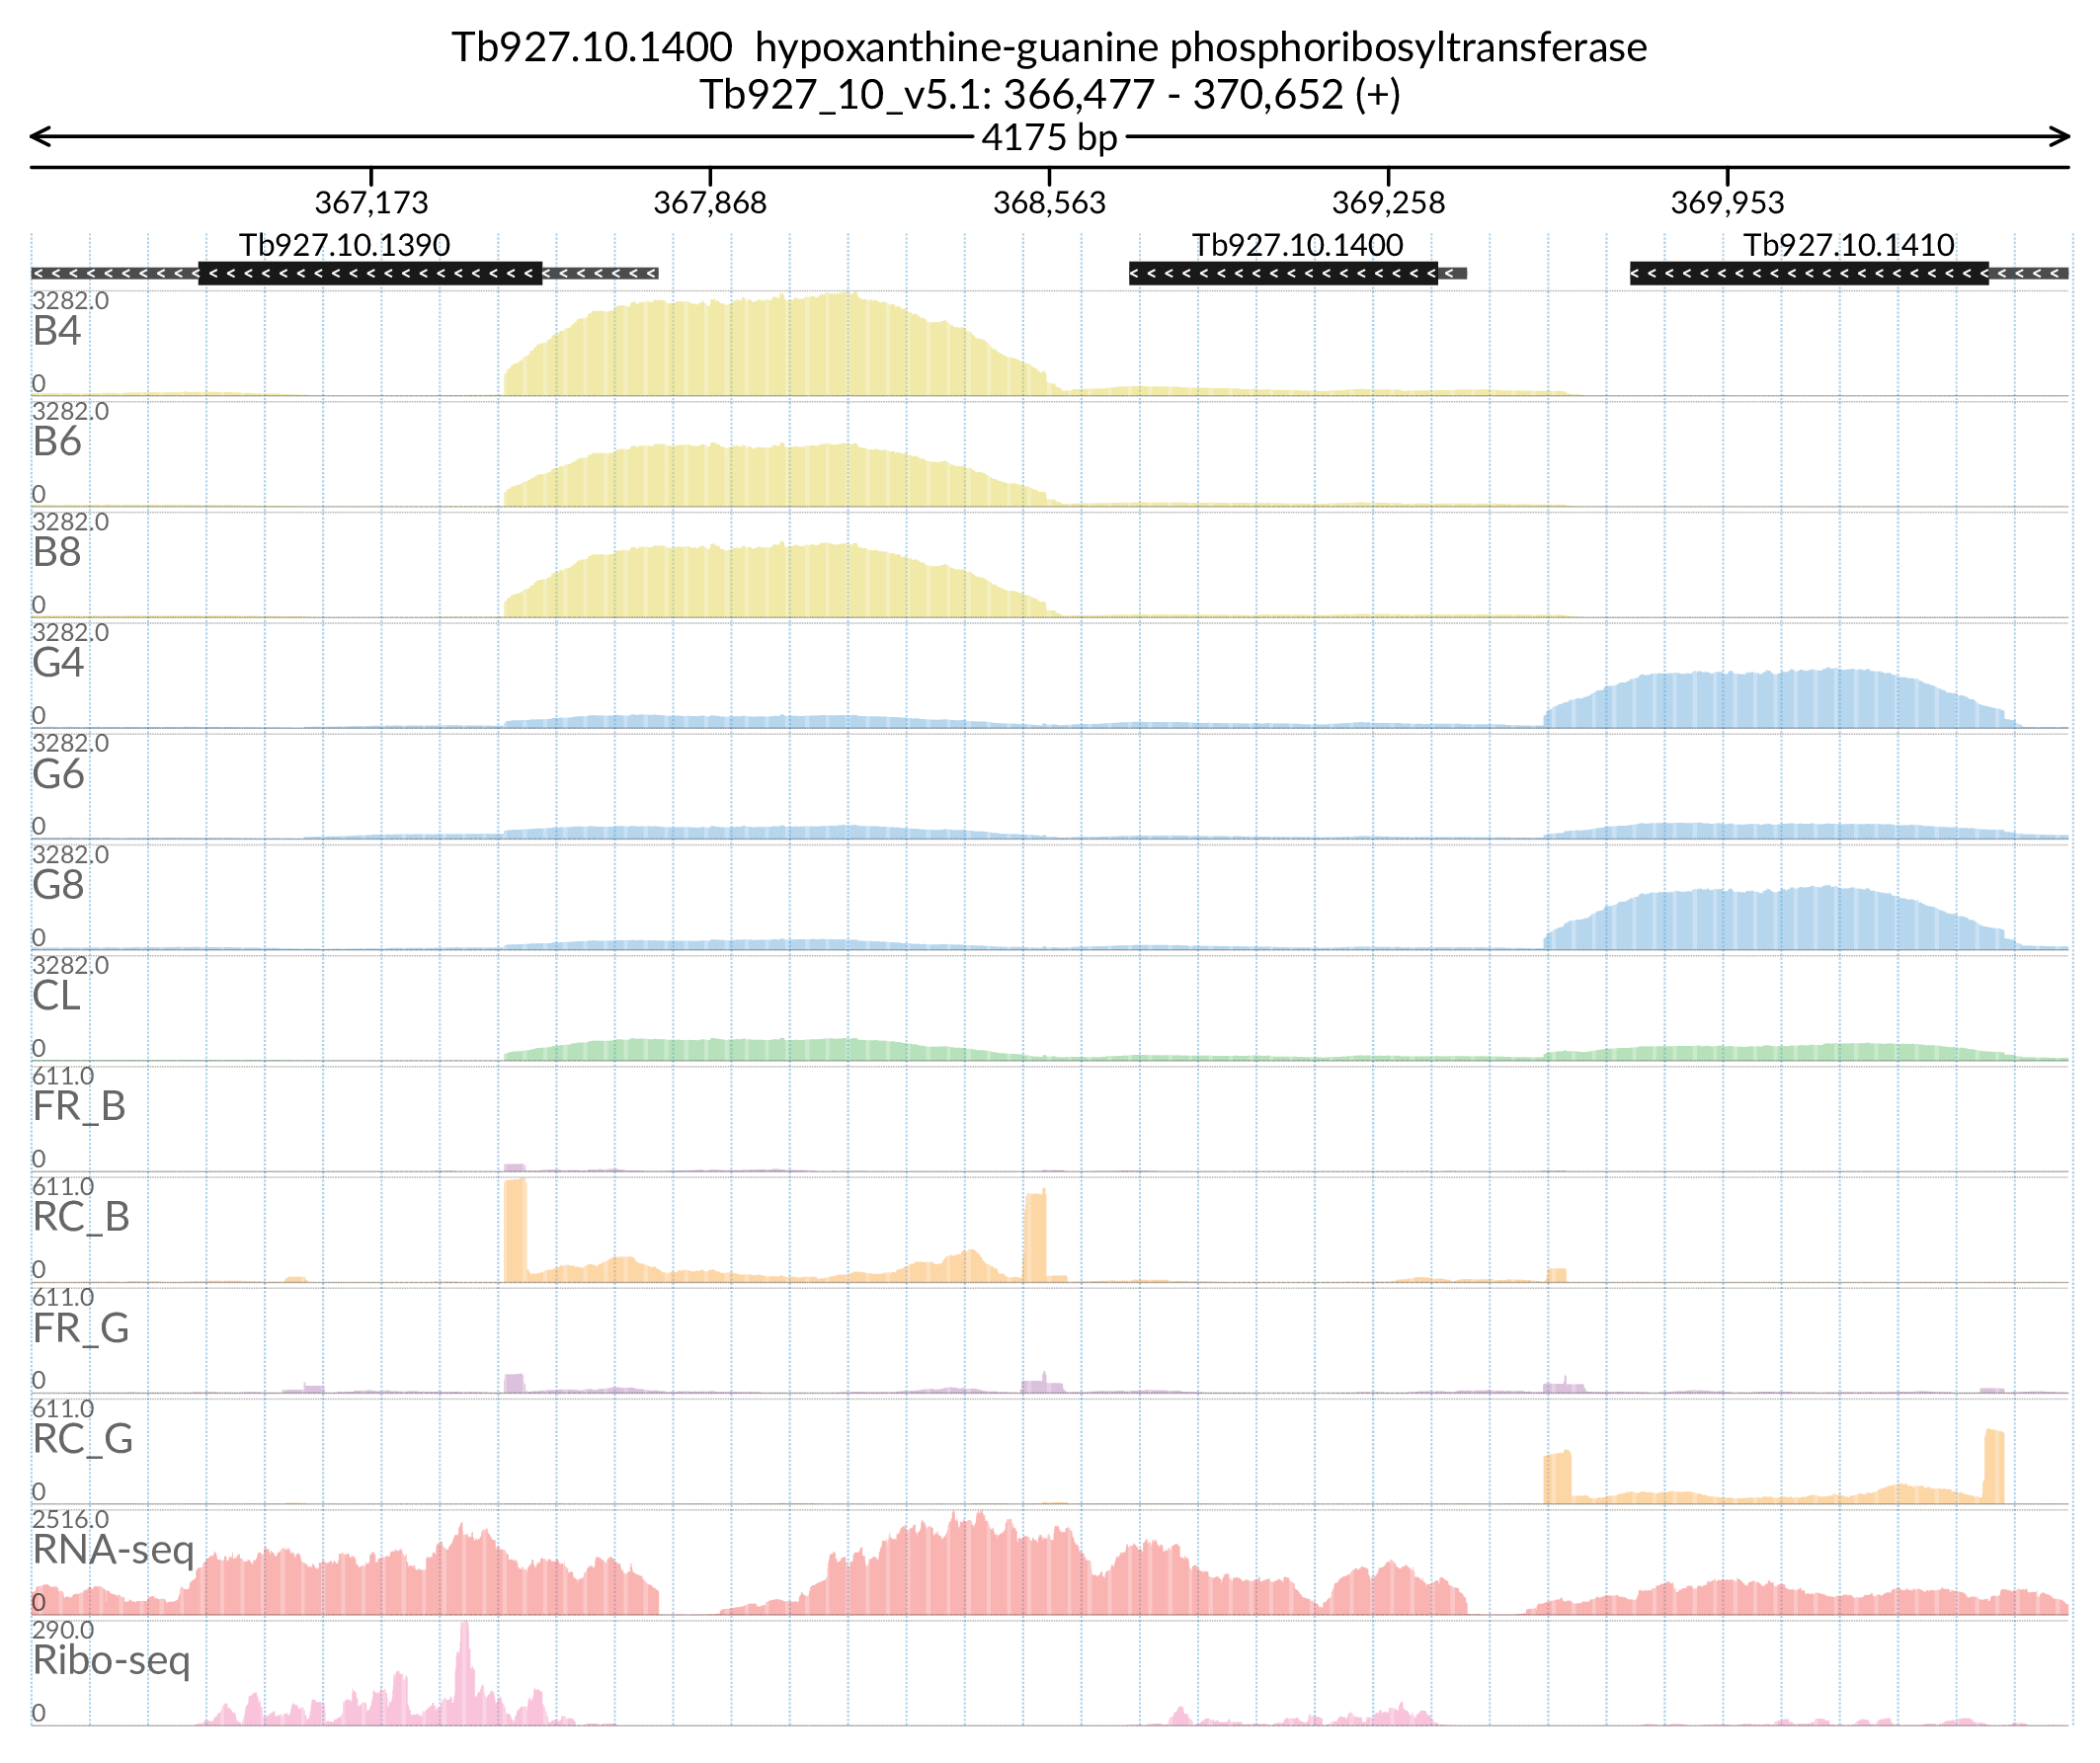 Tb927.10.1400 hypoxanthine-guanine phosphoribosyltransferase
Tb927_10_v5.1: 366,477 - 370,652 (+)
4175 bp
367,173 367,868 368,563 369,258 369,953
Tb927.10.1390 Tb927.10.1400 Tb927.10.1410
3282.0
B4
0
3282.0
B6
0
3282.0
B8
0
3282.0
G4
0
3282.0
G6
0
3282.0
G8
0
3282.0
CL
0
611.0
FR_B
0
611.0
RC_B
0
611.0
FR_G
0
611.0
RC_G
0
2516.0
RNA-seq
0
290.0
Ribo-seq
0